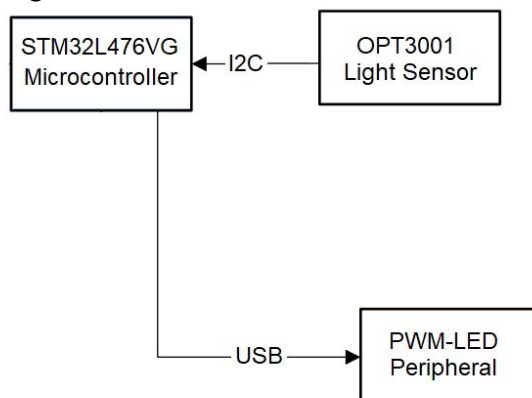 STM32L476VG
Microcontroller
I2C
OPT3001
Light Sensor
USB
PWM-LED
Peripheral